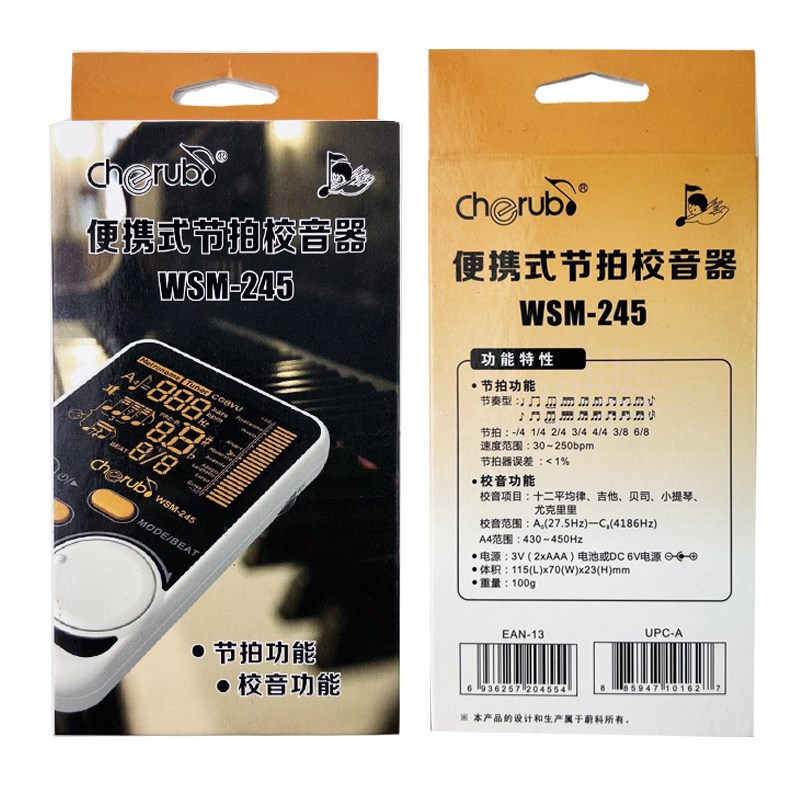 Cherub®
便携式节拍校音器
WSM-245
Metronome Tuner
Cherub
WSM-245
MODE/BEAT
• 节拍功能
• 校音功能
Cherub®
便携式节拍校音器
WSM-245
功能特性
• 节拍功能
节奏型:
节拍:-/4 1/4 2/4 3/4 4/4 3/8 6/8
速度范围:30~250bpm
节拍器误差 :<1%
• 校音功能
校音项目:十二平均律、吉他、贝司、小提琴、
尤克里里
校音范围:A₀(27.5Hz)—C₈(4186Hz)
A4范围:430~450Hz
• 电源:3V(2xAAA)电池或DC 6V电源
• 体积:115(L)x70(W)x23(H)mm
• 重量:100g
EAN-13
6 936257 204554
UPC-A
8 85947 10162 7
※ 本产品的设计和生产属于蔚科所有。